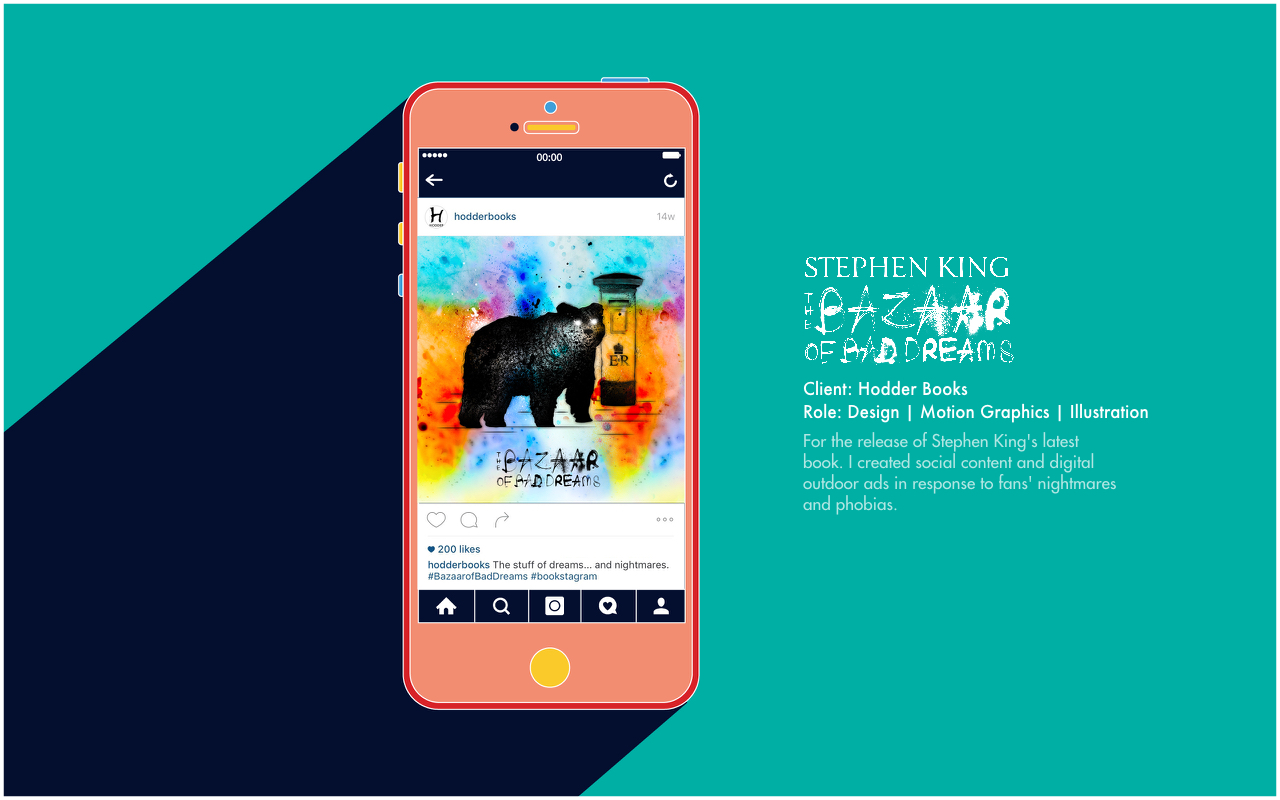 00:00
H
HODDER
hodderbooks
14w
E R
THE BAZAAR
OF BAD DREAMS
200 likes
hodderbooks The stuff of dreams... and nightmares.
#BazaarofBadDreams #bookstagram
STEPHEN KING
THE BAZAAR
OF BAD DREAMS
Client: Hodder Books
Role: Design | Motion Graphics | Illustration
For the release of Stephen King's latest
book. I created social content and digital
outdoor ads in response to fans' nightmares
and phobias.